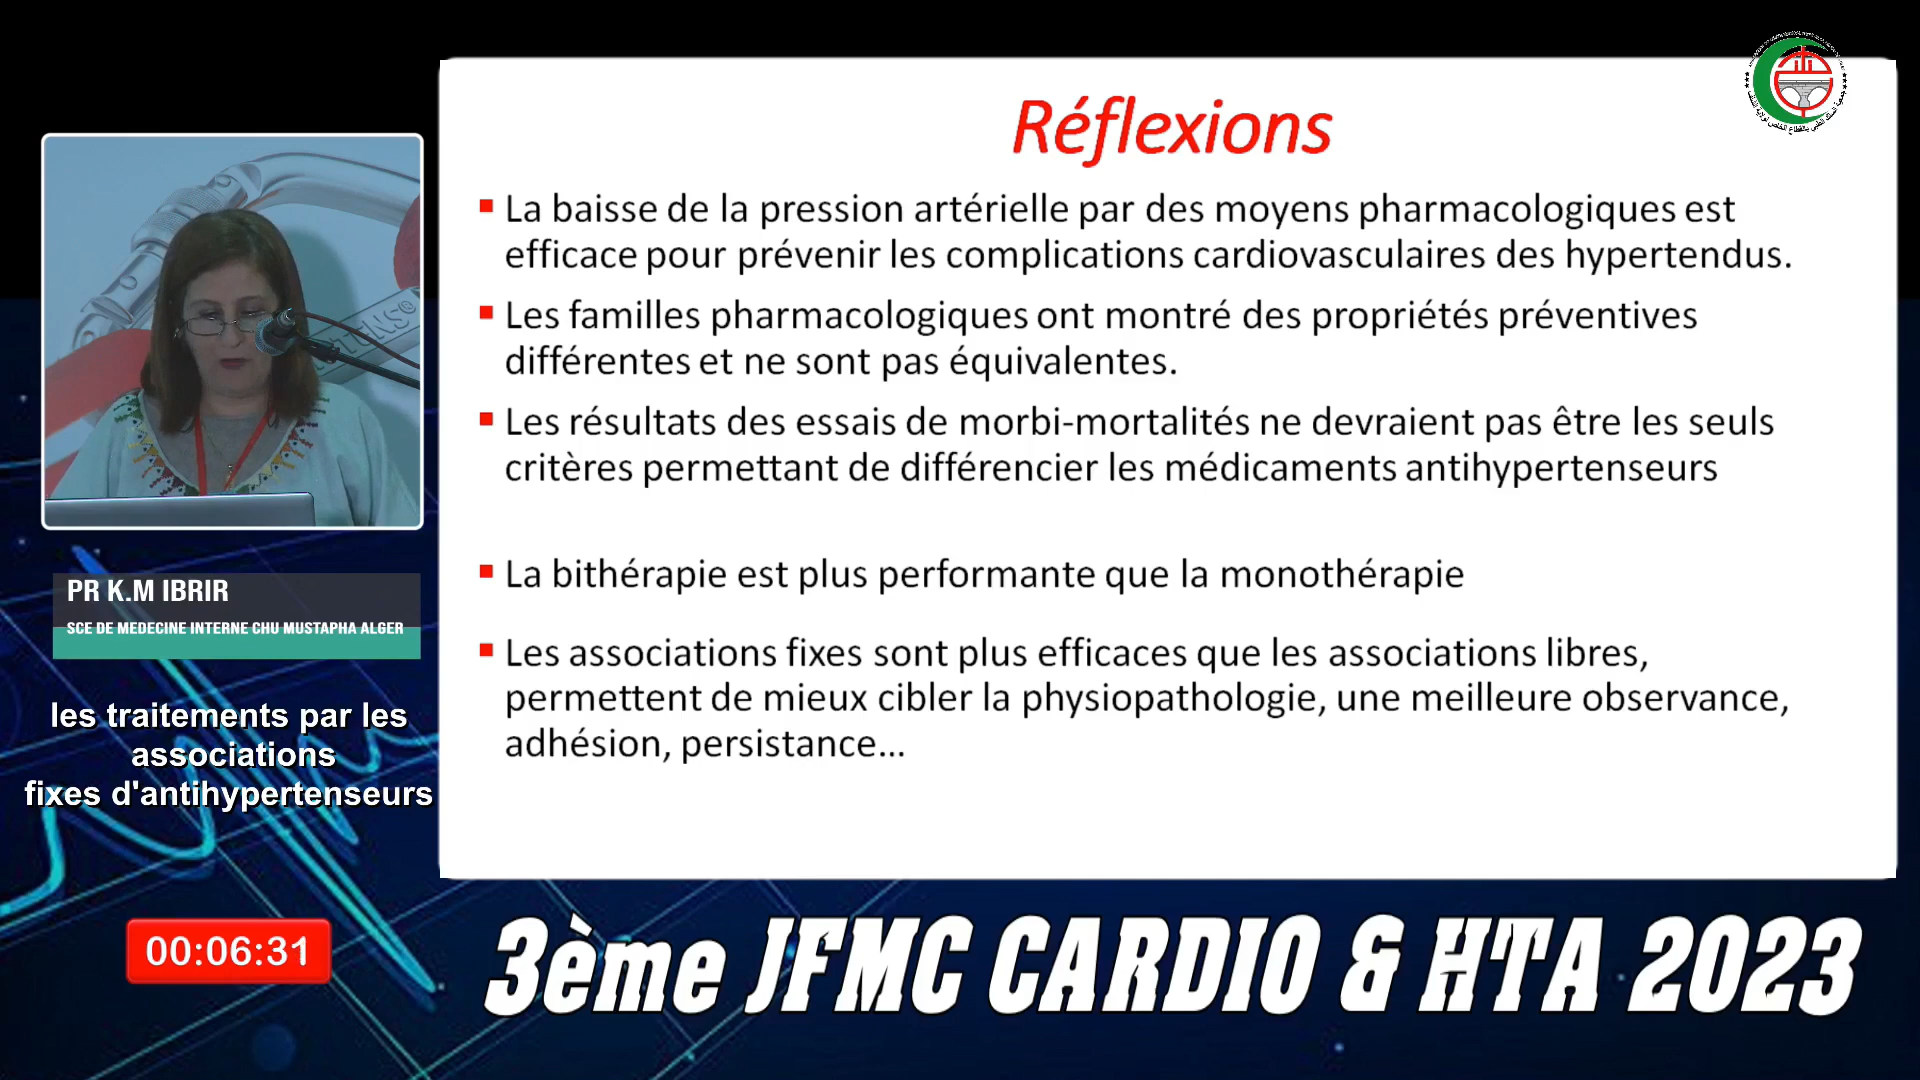 Réflexions
La baisse de la pression artérielle par des moyens pharmacologiques est
efficace pour prévenir les complications cardiovasculaires des hypertendus.
Les familles pharmacologiques ont montré des propriétés préventives
différentes et ne sont pas équivalentes.
Les résultats des essais de morbi-mortalités ne devraient pas être les seuls
critères permettant de différencier les médicaments antihypertenseurs
La bithérapie est plus performante que la monothérapie
Les associations fixes sont plus efficaces que les associations libres,
permettent de mieux cibler la physiopathologie, une meilleure observance,
adhésion, persistance...
PR K.M IBRIR
SCE DE MEDECINE INTERNE CHU MUSTAPHA ALGER
les traitements par les
associations
fixes d'antihypertenseurs
00:06:31
3ème JFMC CARDIO & HTA 2023